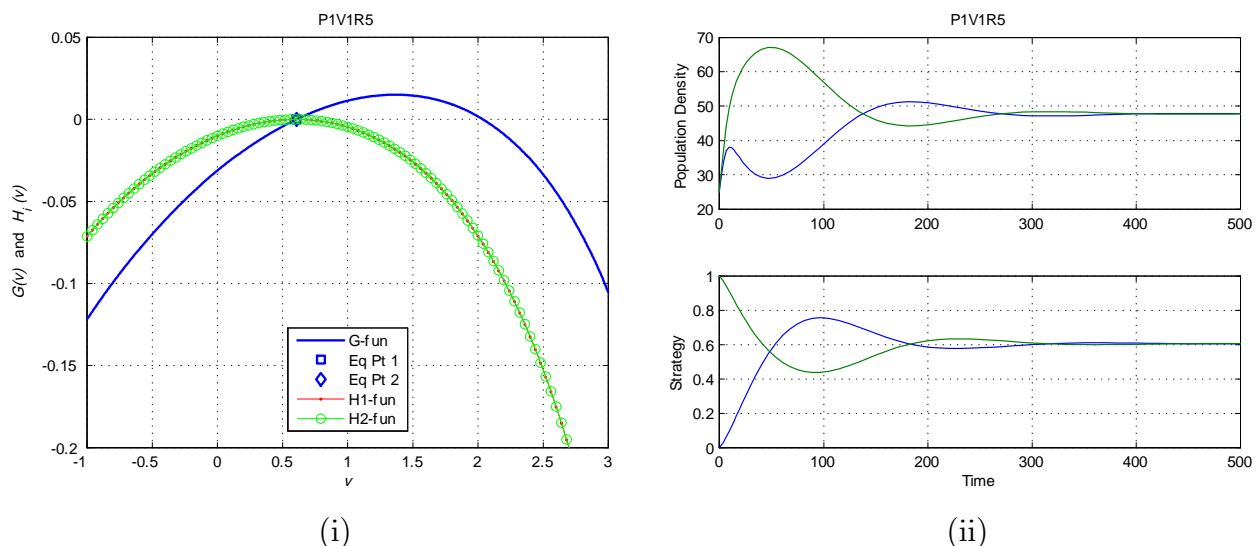 P1V1R5
0.05
0
-0.05
-0.1
-0.15
-0.2
G(v) and H_i (v)
-1 -0.5 0 0.5 1 1.5 2 2.5 3
v
G-fun
Eq Pt 1
Eq Pt 2
H1-fun
H2-fun
(i)
P1V1R5
70
60
50
40
30
20
Population Density
0 100 200 300 400 500
1
0.8
0.6
0.4
0.2
0
Strategy
0 100 200 300 400 500
Time
(ii)